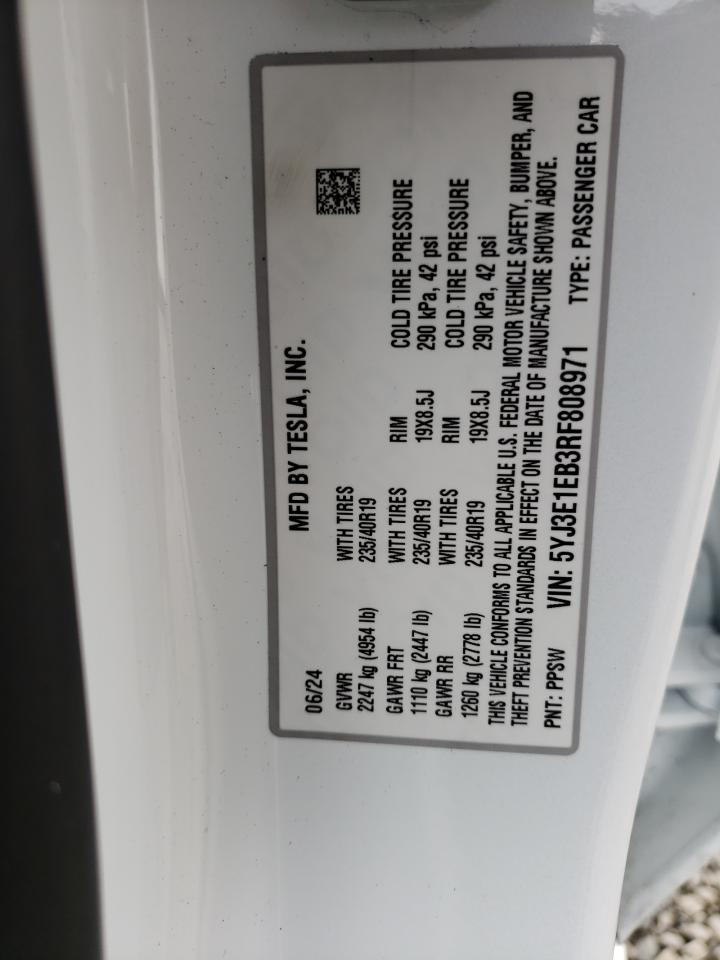 MFD BY TESLA, INC.
06/24
GVWR WITH TIRES
2247 kg (4954 lb) 235/40R19
GAWR FRT WITH TIRES RIM COLD TIRE PRESSURE
1110 kg (2447 lb) 235/40R19 19X8.5J 290 kPa, 42 psi
GAWR RR WITH TIRES RIM COLD TIRE PRESSURE
1260 kg (2778 lb) 235/40R19 19X8.5J 290 kPa, 42 psi
THIS VEHICLE CONFORMS TO ALL APPLICABLE U.S. FEDERAL MOTOR VEHICLE SAFETY, BUMPER, AND
THEFT PREVENTION STANDARDS IN EFFECT ON THE DATE OF MANUFACTURE SHOWN ABOVE.
PNT: PPSW VIN: 5YJ3E1EB3RF808971 TYPE: PASSENGER CAR